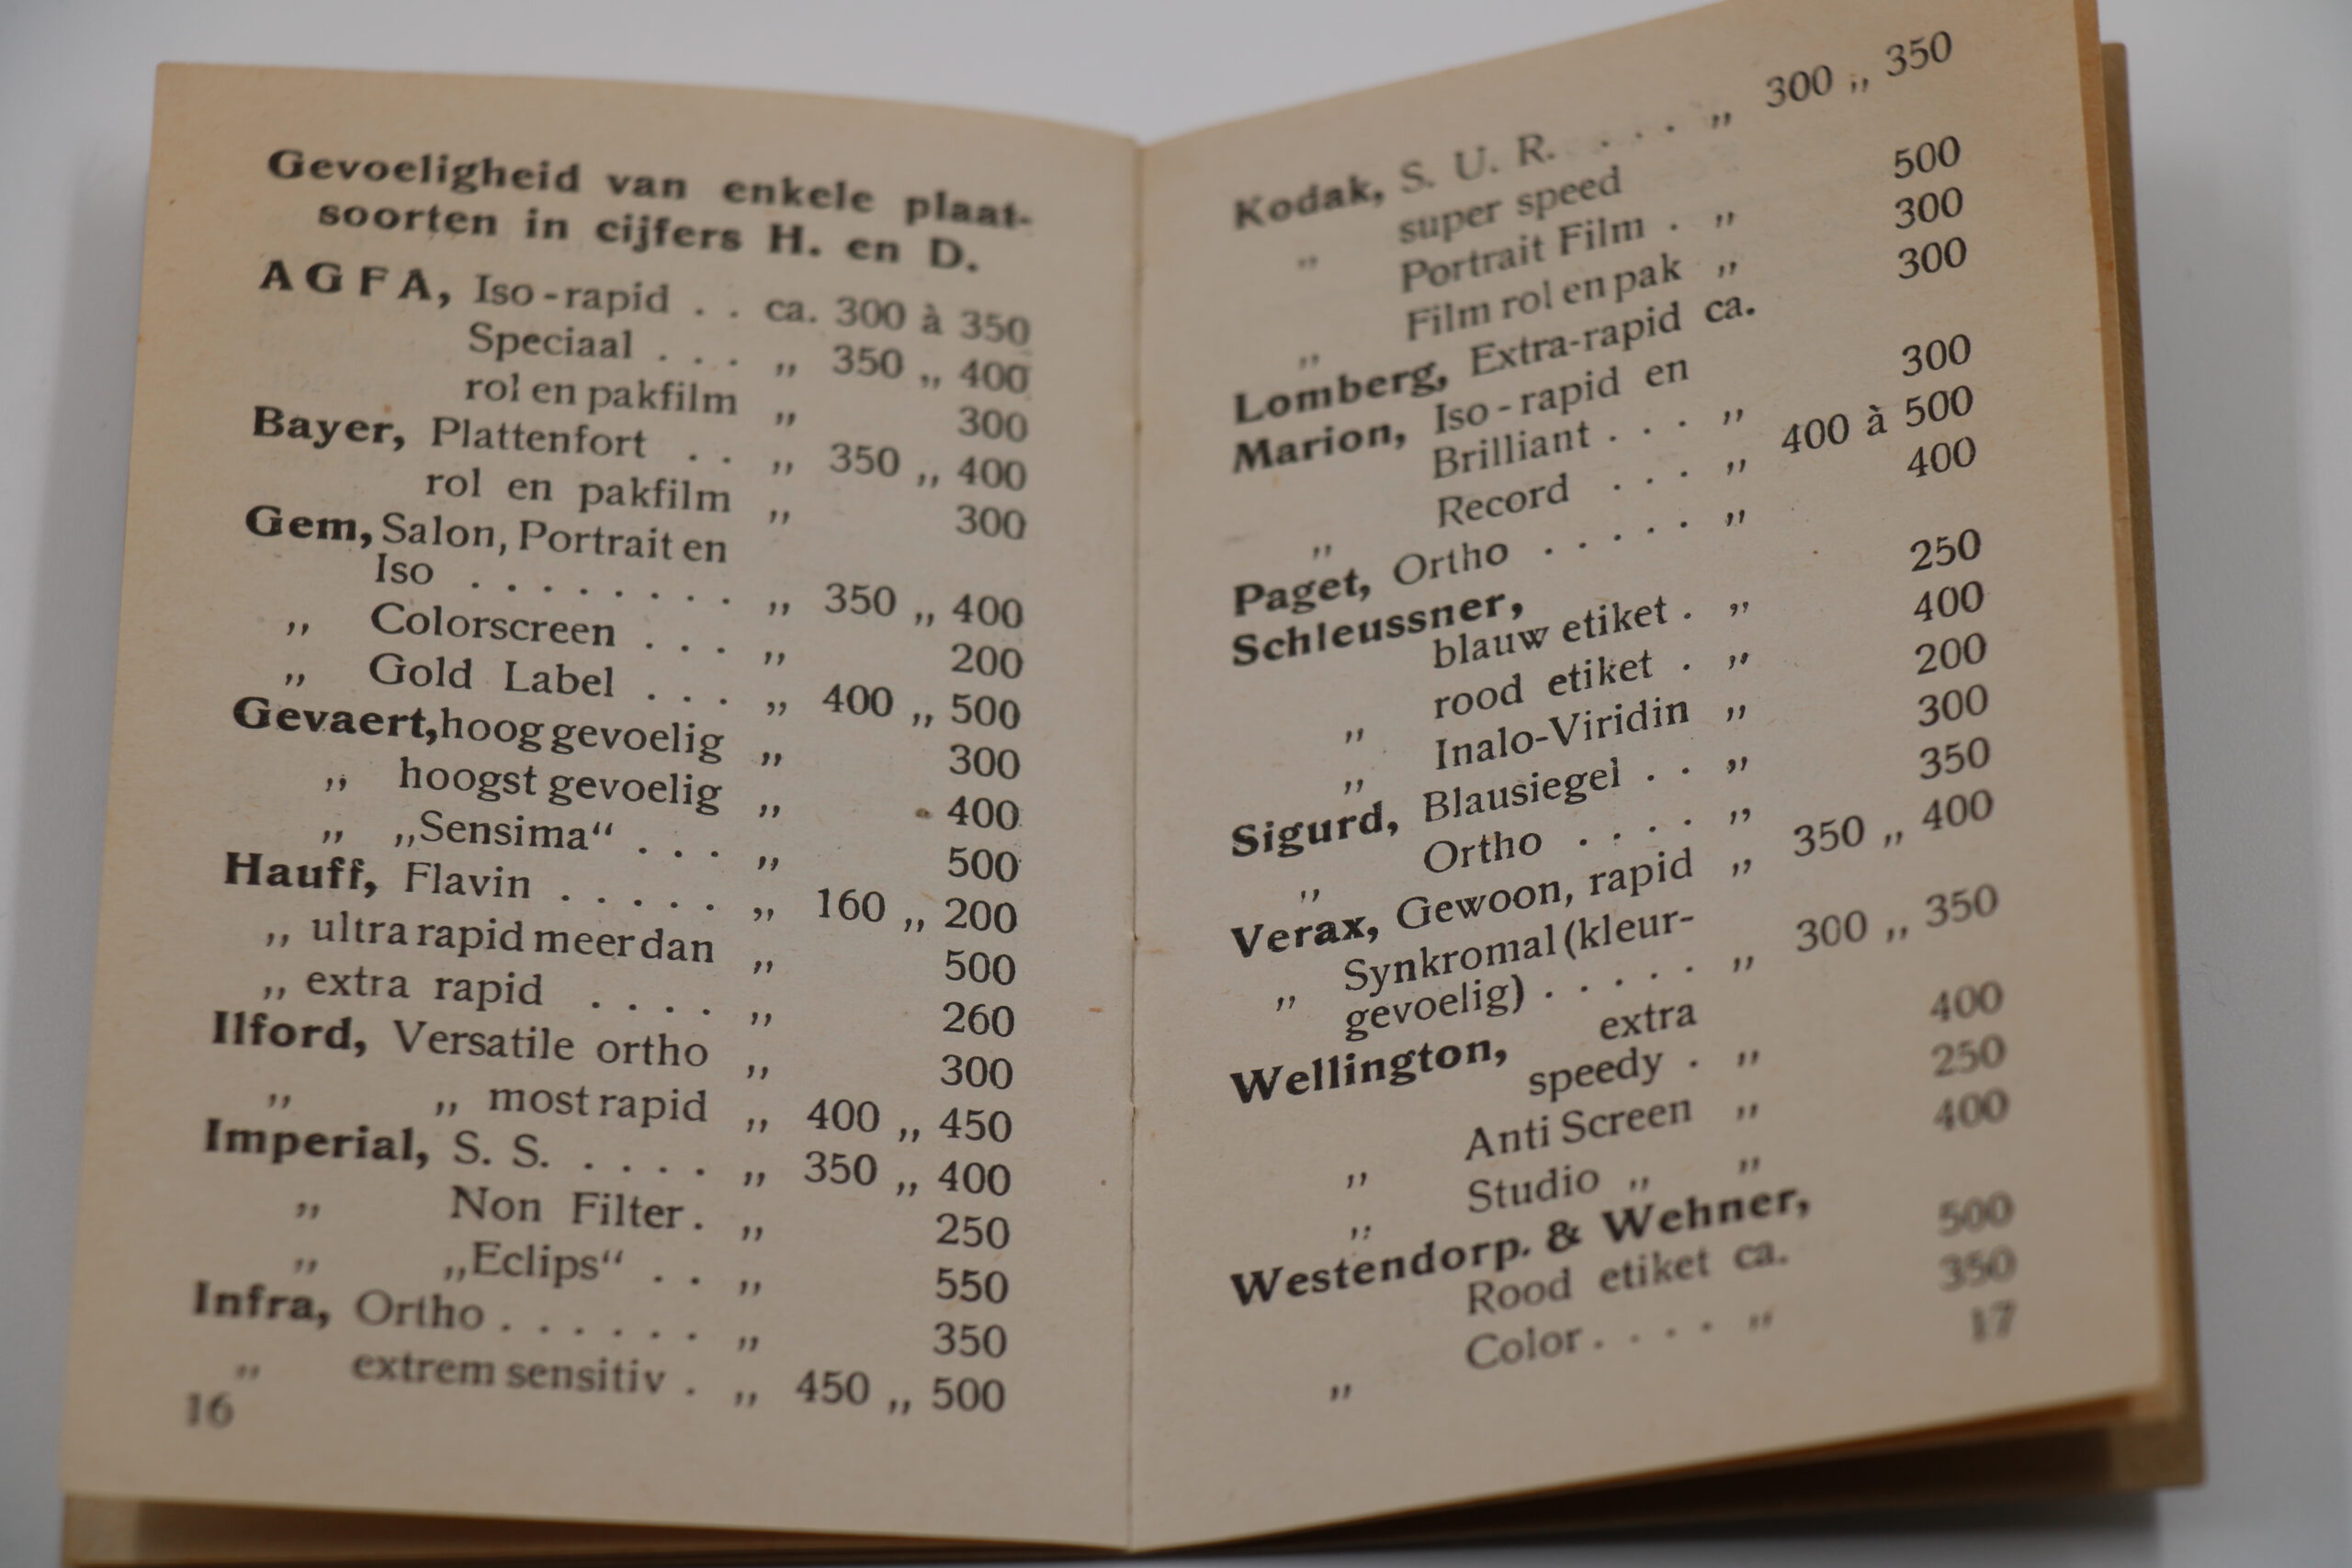 Gevoeligheid van enkele plaat-
soorten in cijfers H. en D.
AGFA, Iso-rapid . . ca. 300 à 350
Speciaal . . . „ 350 „ 400
rol en pakfilm „ 300
Bayer, Plattenfort . . „ 350 „ 400
rol en pakfilm „ 300
Gem, Salon, Portrait en
Iso . . . . . . . . „ 350 „ 400
„ Colorscreen . . . „ 200
„ Gold Label . . . „ 400 „ 500
Gevaert, hoog gevoelig „ 300
„ hoogst gevoelig „ 400
„ „Sensima“ . . . „ 500
Hauff, Flavin . . . . . „ 160 „ 200
„ ultra rapid meer dan „ 500
„ extra rapid . . . . „ 260
Ilford, Versatile ortho „ 300
„ „ most rapid „ 400 „ 450
Imperial, S. S. . . . . „ 350 „ 400
„ Non Filter . „ 250
„ „Eclips“ . . „ 550
Infra, Ortho . . . . . . „ 350
„ extrem sensitiv . „ 450 „ 500
16
Kodak, S. U. R. . . . . „ 300 „ 350
„ super speed
Portrait Film . „ 500
„ Film rol en pak „ 300
Lomberg, Extra-rapid ca. 300
Marion, Iso-rapid en
Brilliant . . . „ 300
„ Record . . . „ 400 à 500
Paget, Ortho . . . . . „ 400
Schleussner,
blauw etiket . „ 250
„ rood etiket . „ 400
„ Inalo-Viridin „ 200
Sigurd, Blausiegel . . „ 300
„ Ortho . . . . „ 350
Verax, Gewoon, rapid „ 350 „ 400
„ Synkromal (kleur-
gevoelig) . . . . . „ 300 „ 350
Wellington, extra
speedy . „ 400
„ Anti Screen „ 250
„ Studio „ „ 400
Westendorp. & Wehner,
Rood etiket ca. 500
„ Color . . . . „ 350
17